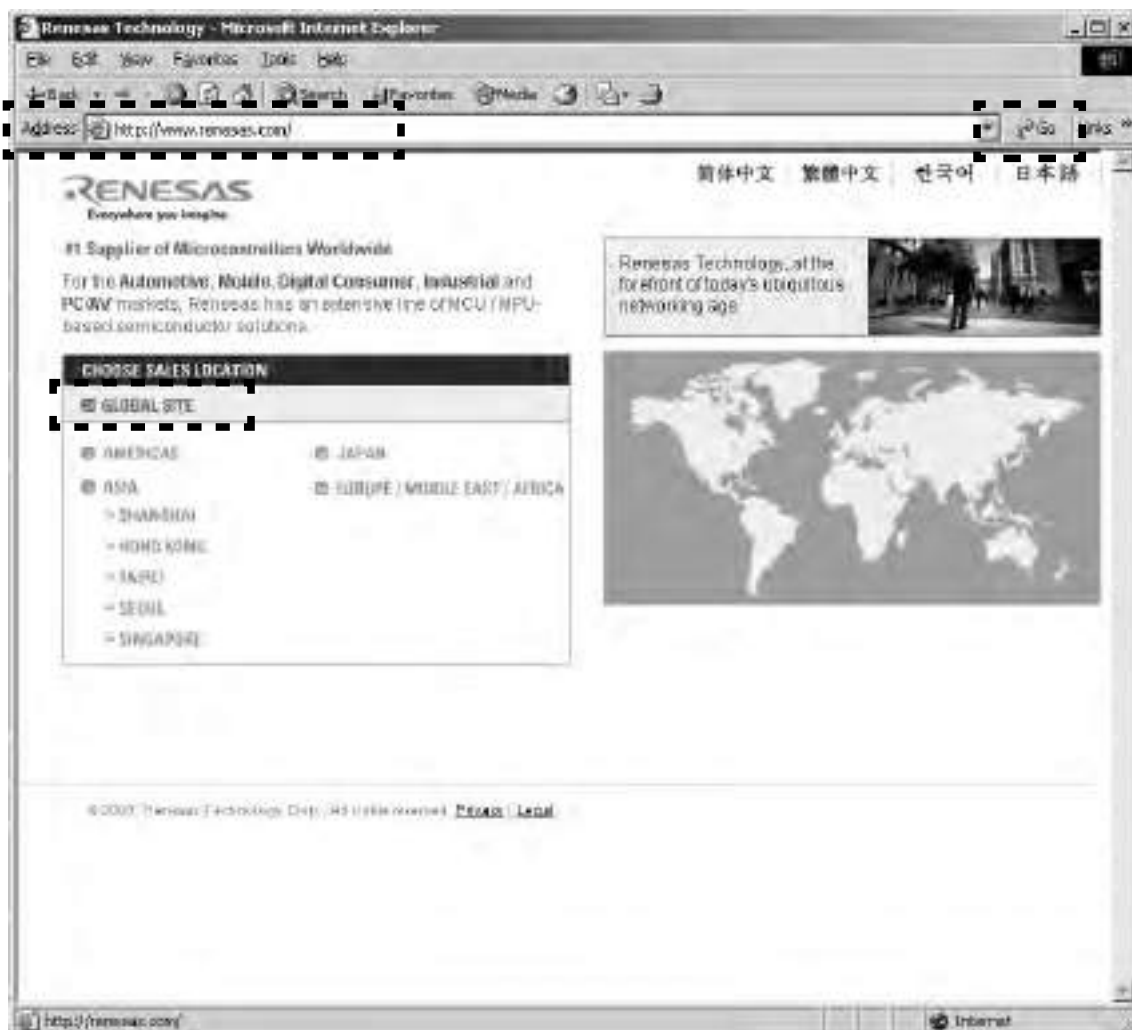 Renesas Technology - Microsoft Internet Explorer
File Edit View Favorites Tools Help
Back Search Favorites Media
Address http://www.renesas.com/ Go Links »
简体中文 繁體中文 한국어 日本語
RENESAS
Everywhere you imagine.
#1 Supplier of Microcontrollers Worldwide
For the Automotive, Mobile, Digital Consumer, Industrial and
PC/AV markets, Renesas has an extensive line of MCU / MPU-
based semiconductor solutions.
Renesas Technology, at the
forefront of today's ubiquitous
networking age
CHOOSE SALES LOCATION
GLOBAL SITE
AMERICAS JAPAN
ASIA EUROPE / MIDDLE EAST / AFRICA
SHANGHAI
HONG KONG
TAIPEI
SEOUL
SINGAPORE
Renesas Technology Corp., All rights reserved. Privacy | Legal
http://renesas.com/ Internet